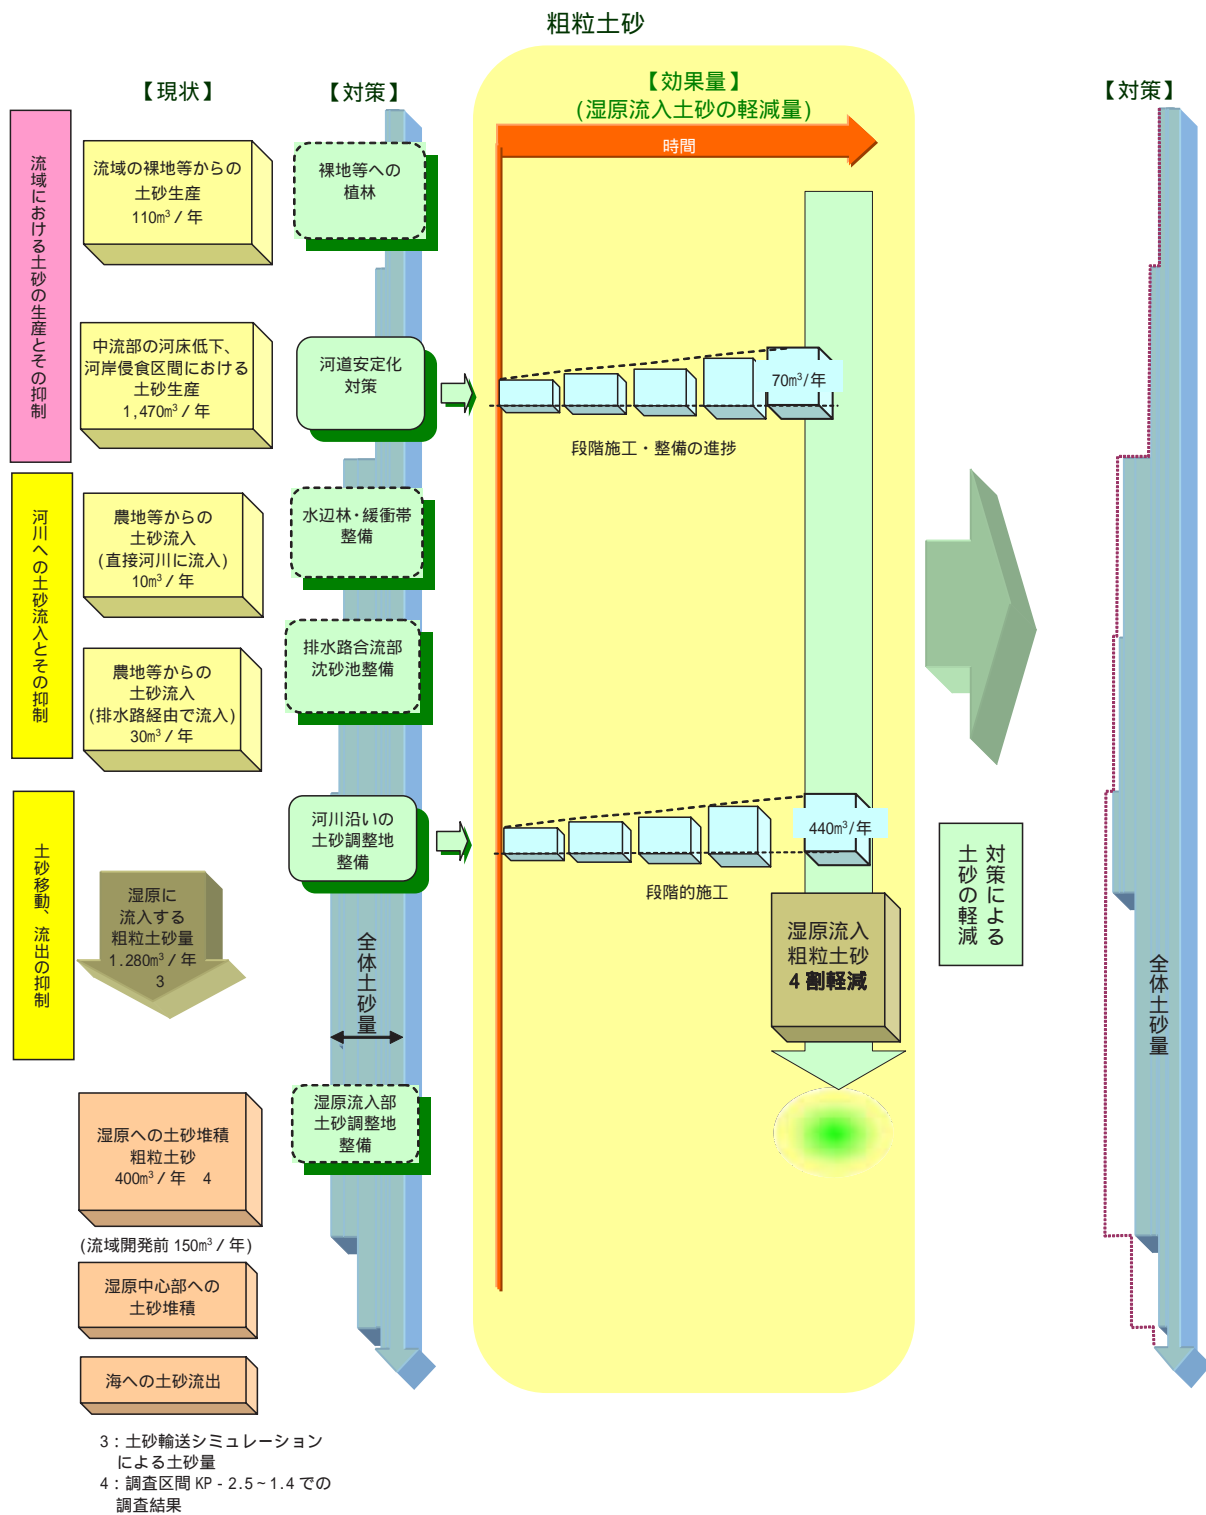 粗粒土砂
【現状】
【対策】
【効果量】
(湿原流入土砂の軽減量)
【対策】
時間
流域における土砂の生産とその抑制
流域の裸地等からの
土砂生産
110m³/年
裸地等への
植林
中流部の河床低下、
河岸侵食区間における
土砂生産
1,470m³/年
河道安定化
対策
70m³/年
段階施工・整備の進捗
河川への土砂流入とその抑制
農地等からの
土砂流入
(直接河川に流入)
10m³/年
水辺林・緩衝帯
整備
農地等からの
土砂流入
(排水路経由で流入)
30m³/年
排水路合流部
沈砂池整備
土砂移動、流出の抑制
河川沿いの
土砂調整地
整備
440m³/年
段階的施工
湿原に
流入する
粗粒土砂量
1.280m³/年
3
全体土砂量
湿原流入
粗粒土砂
4割軽減
対策による
土砂の軽減
全体土砂量
湿原への土砂堆積
粗粒土砂
400m³/年 4
湿原流入部
土砂調整地
整備
(流域開発前 150m³/年)
湿原中心部への
土砂堆積
海への土砂流出
3：土砂輸送シミュレーション
による土砂量
4：調査区間 KP-2.5~1.4での
調査結果